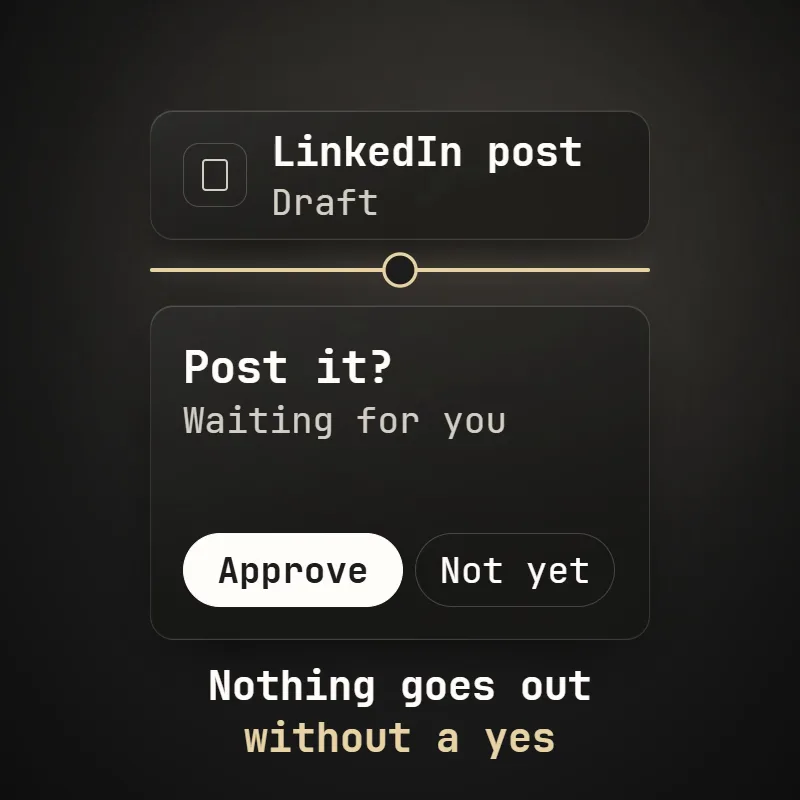 LinkedIn post
Draft
Post it?
Waiting for you
Approve
Not yet
Nothing goes out
without a yes